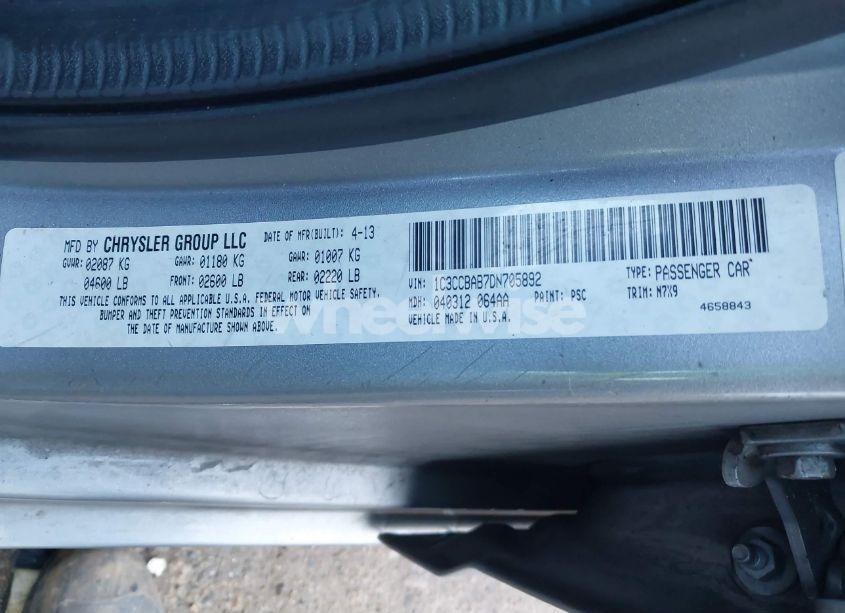 MFD BY CHRYSLER GROUP LLC DATE OF MFR(BUILT): 4-13
GVWR: 02087 KG GAWR: 01180 KG GAWR: 01007 KG
04600 LB FRONT: 02600 LB REAR: 02220 LB
THIS VEHICLE CONFORMS TO ALL APPLICABLE U.S.A. FEDERAL MOTOR VEHICLE SAFETY,
BUMPER AND THEFT PREVENTION STANDARDS IN EFFECT ON
THE DATE OF MANUFACTURE SHOWN ABOVE.
VIN: 1C3CCBAB7DN705892 TYPE: PASSENGER CAR
MDH: 040312 064AA PAINT: PSC TRIM: N7X9
VEHICLE MADE IN U.S.A. 4658843